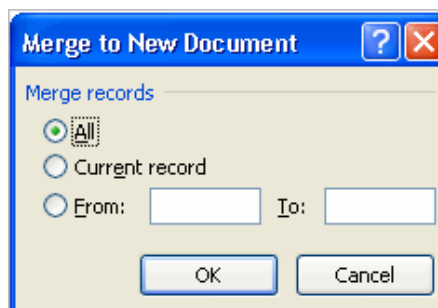 Merge to New Document ?
Merge records
All
Current record
From: To:
OK Cancel